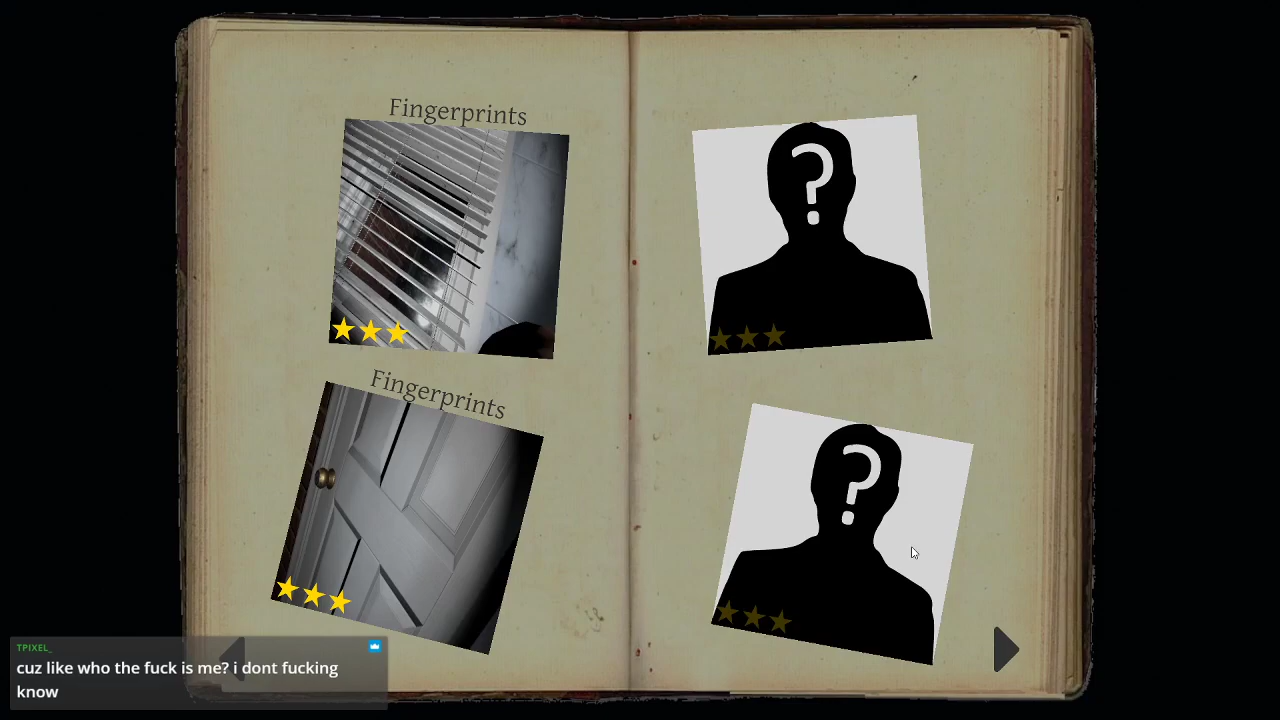 Fingerprints
?
Fingerprints
?
TPIXEL_
cuz like who the fuck is me? i dont fucking
know